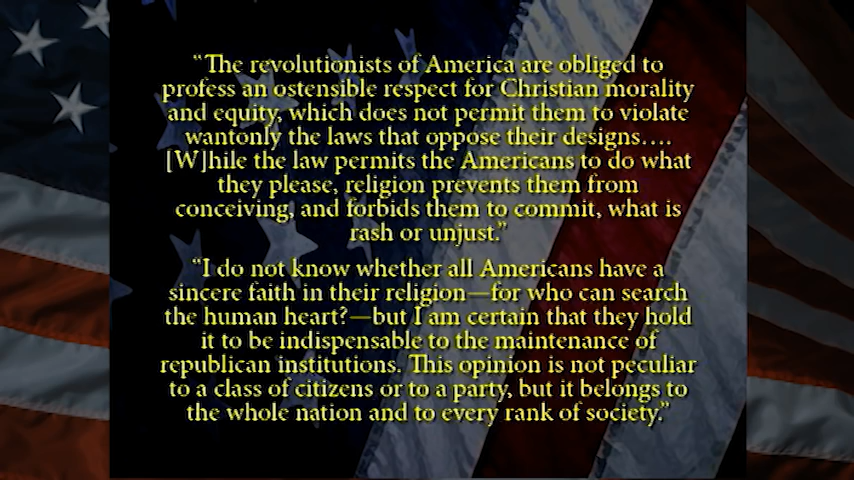 “The revolutionists of America are obliged to
profess an ostensible respect for Christian morality
and equity, which does not permit them to violate
wantonly the laws that oppose their designs….
[W]hile the law permits the Americans to do what
they please, religion prevents them from
conceiving, and forbids them to commit, what is
rash or unjust.”
“I do not know whether all Americans have a
sincere faith in their religion—for who can search
the human heart?—but I am certain that they hold
it to be indispensable to the maintenance of
republican institutions. This opinion is not peculiar
to a class of citizens or to a party, but it belongs to
the whole nation and to every rank of society.”